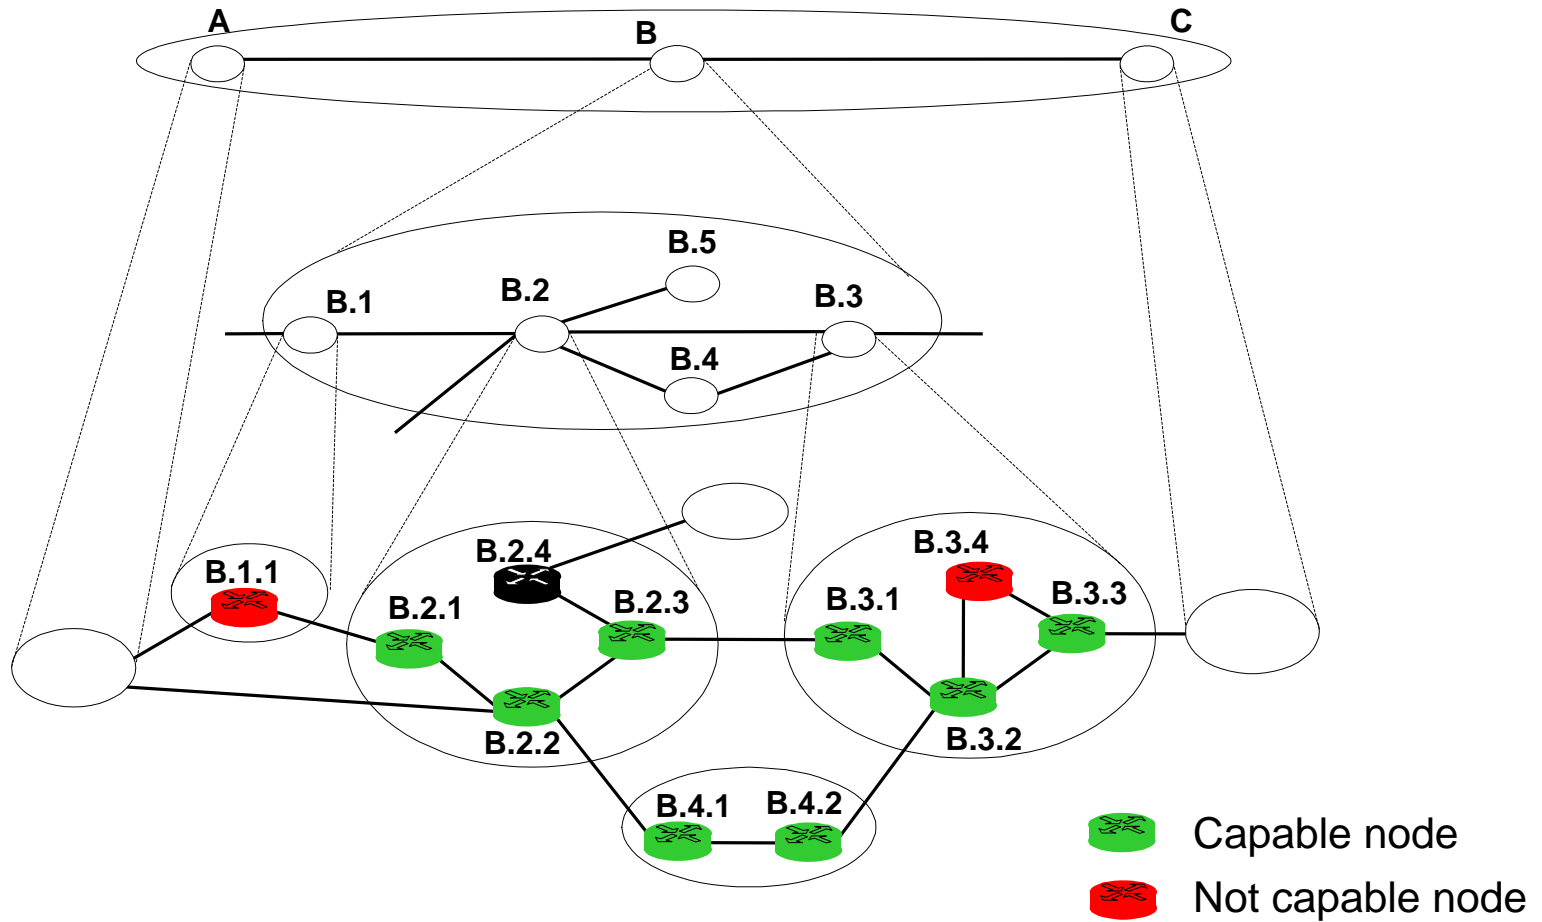 A
B
C
B.5
B.1
B.2
B.3
B.4
B.2.4
B.3.4
B.1.1
B.2.1
B.2.3
B.3.1
B.3.3
B.2.2
B.3.2
B.4.1
B.4.2
Capable node
Not capable node